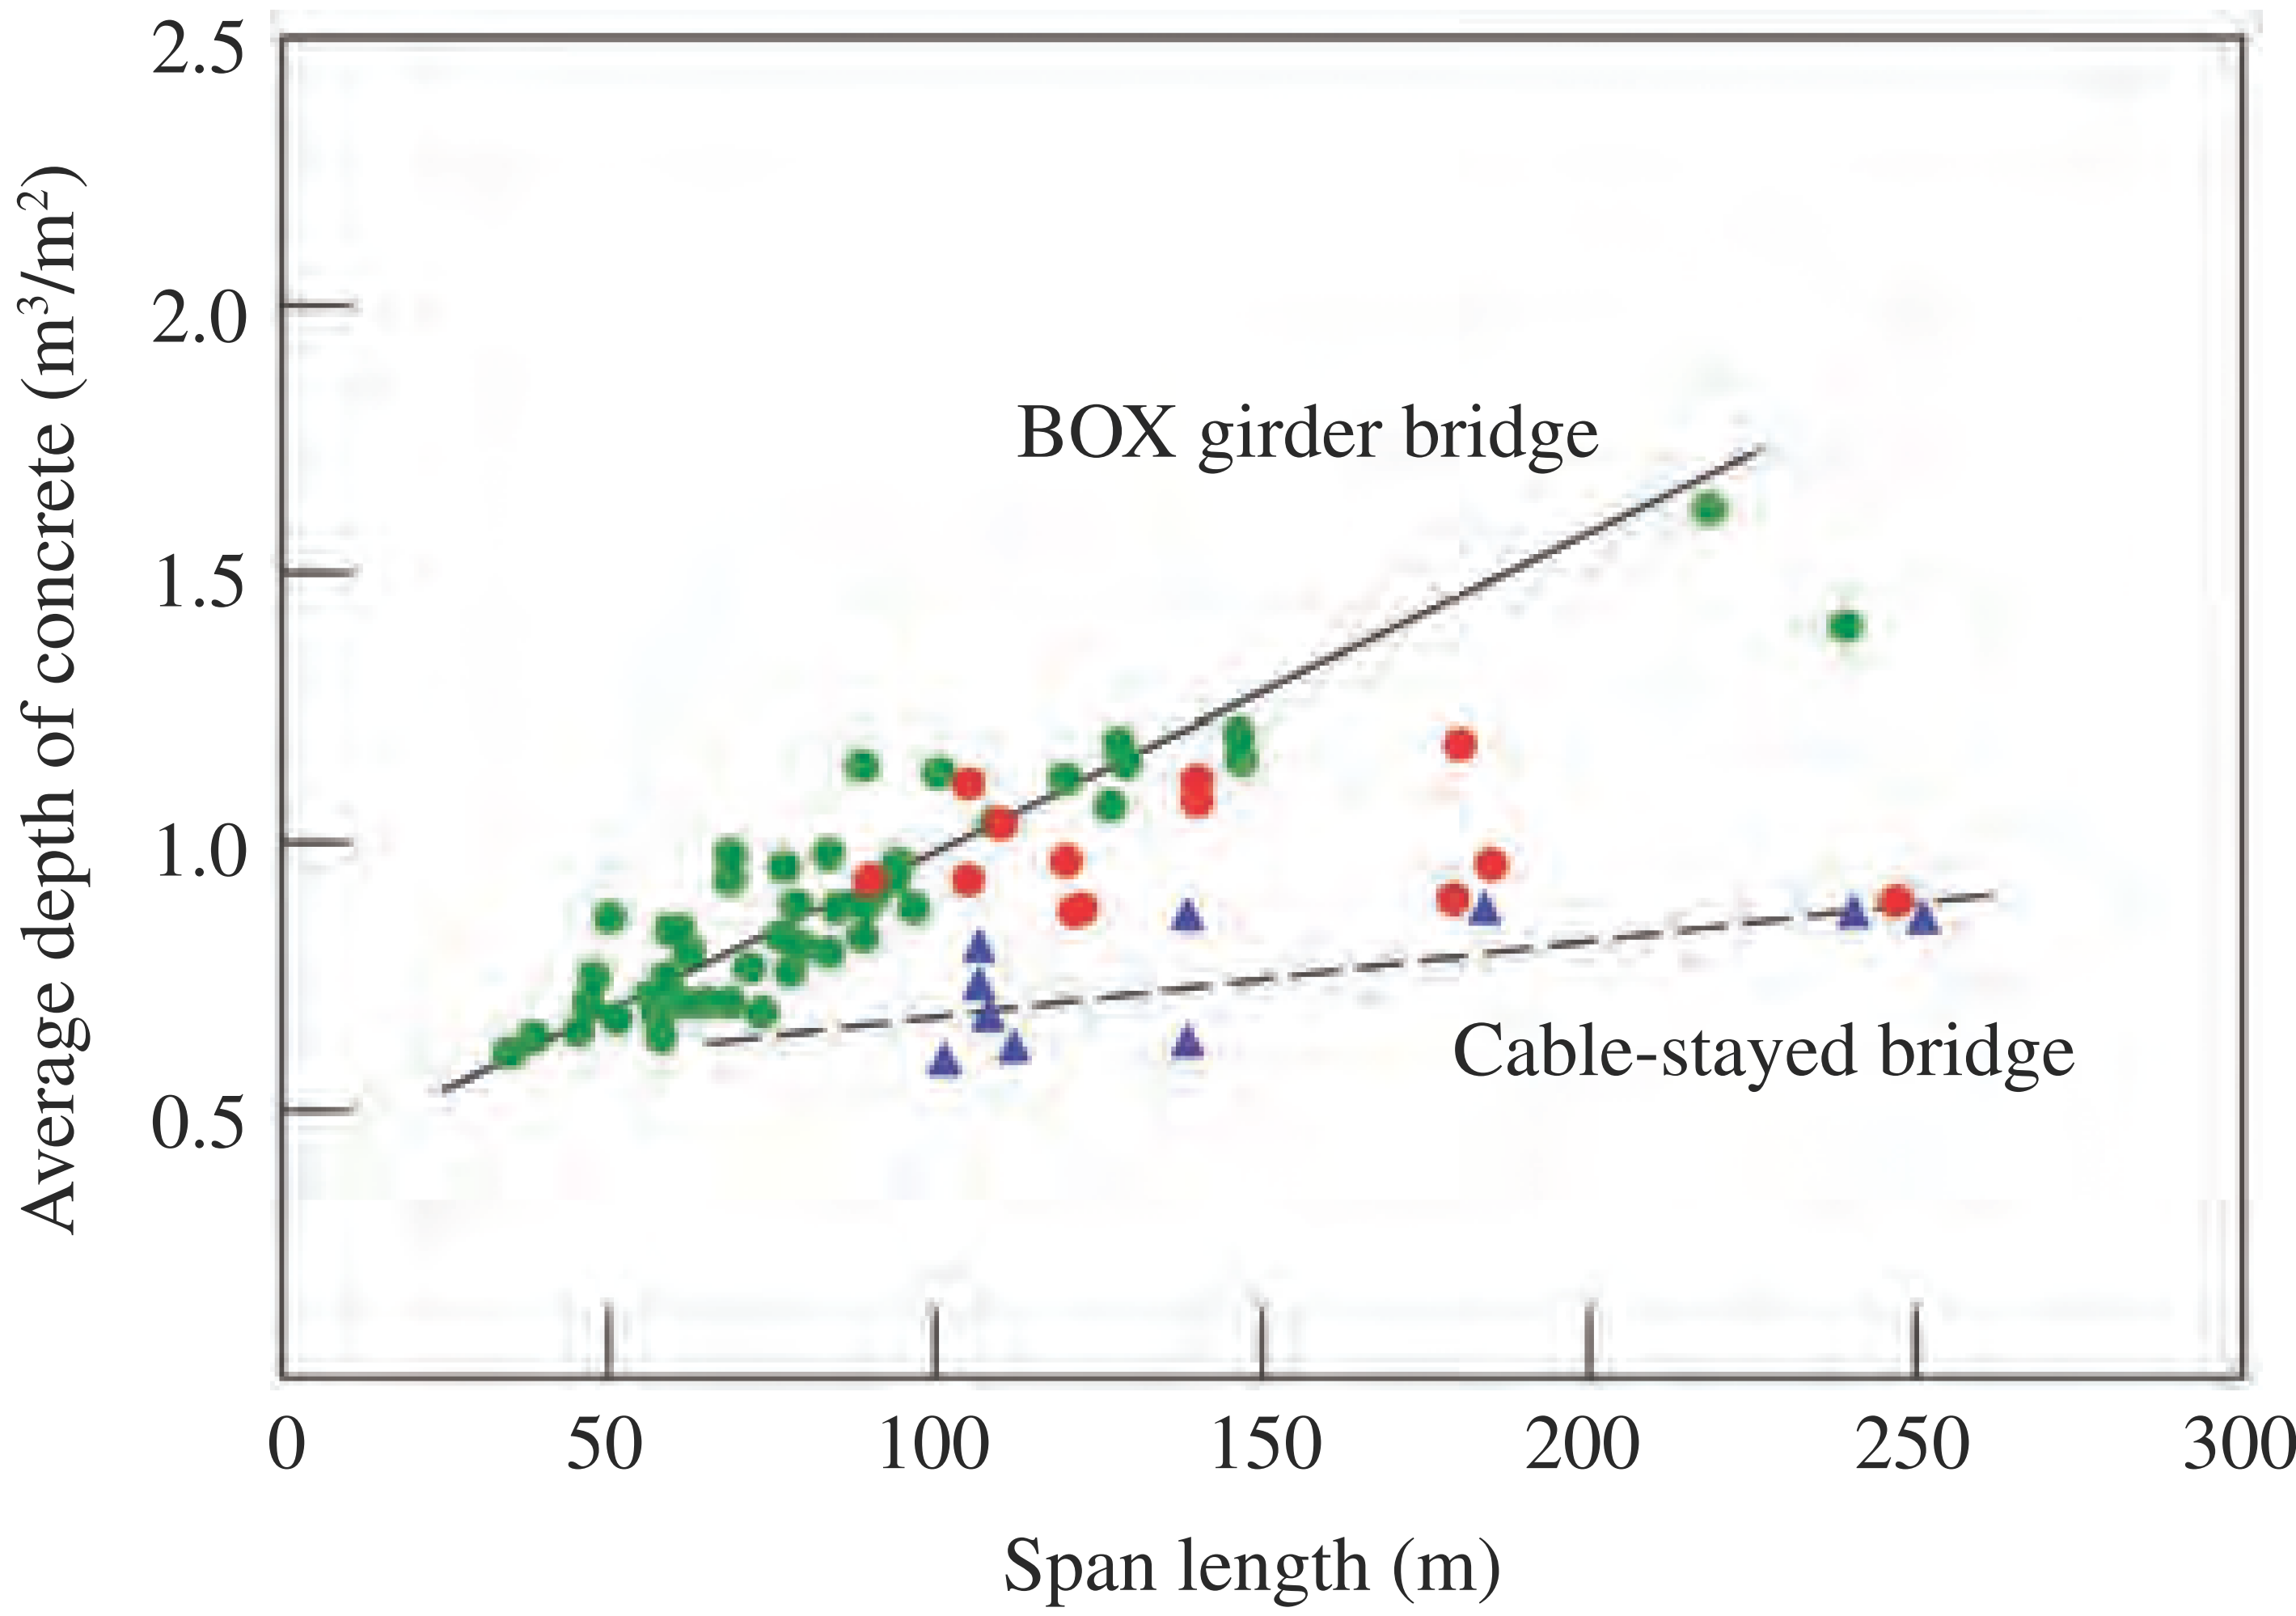 2.5
2.0
1.5
1.0
0.5
Average depth of concrete (m³/m²)
BOX girder bridge
Cable-stayed bridge
0 50 100 150 200 250 300
Span length (m)